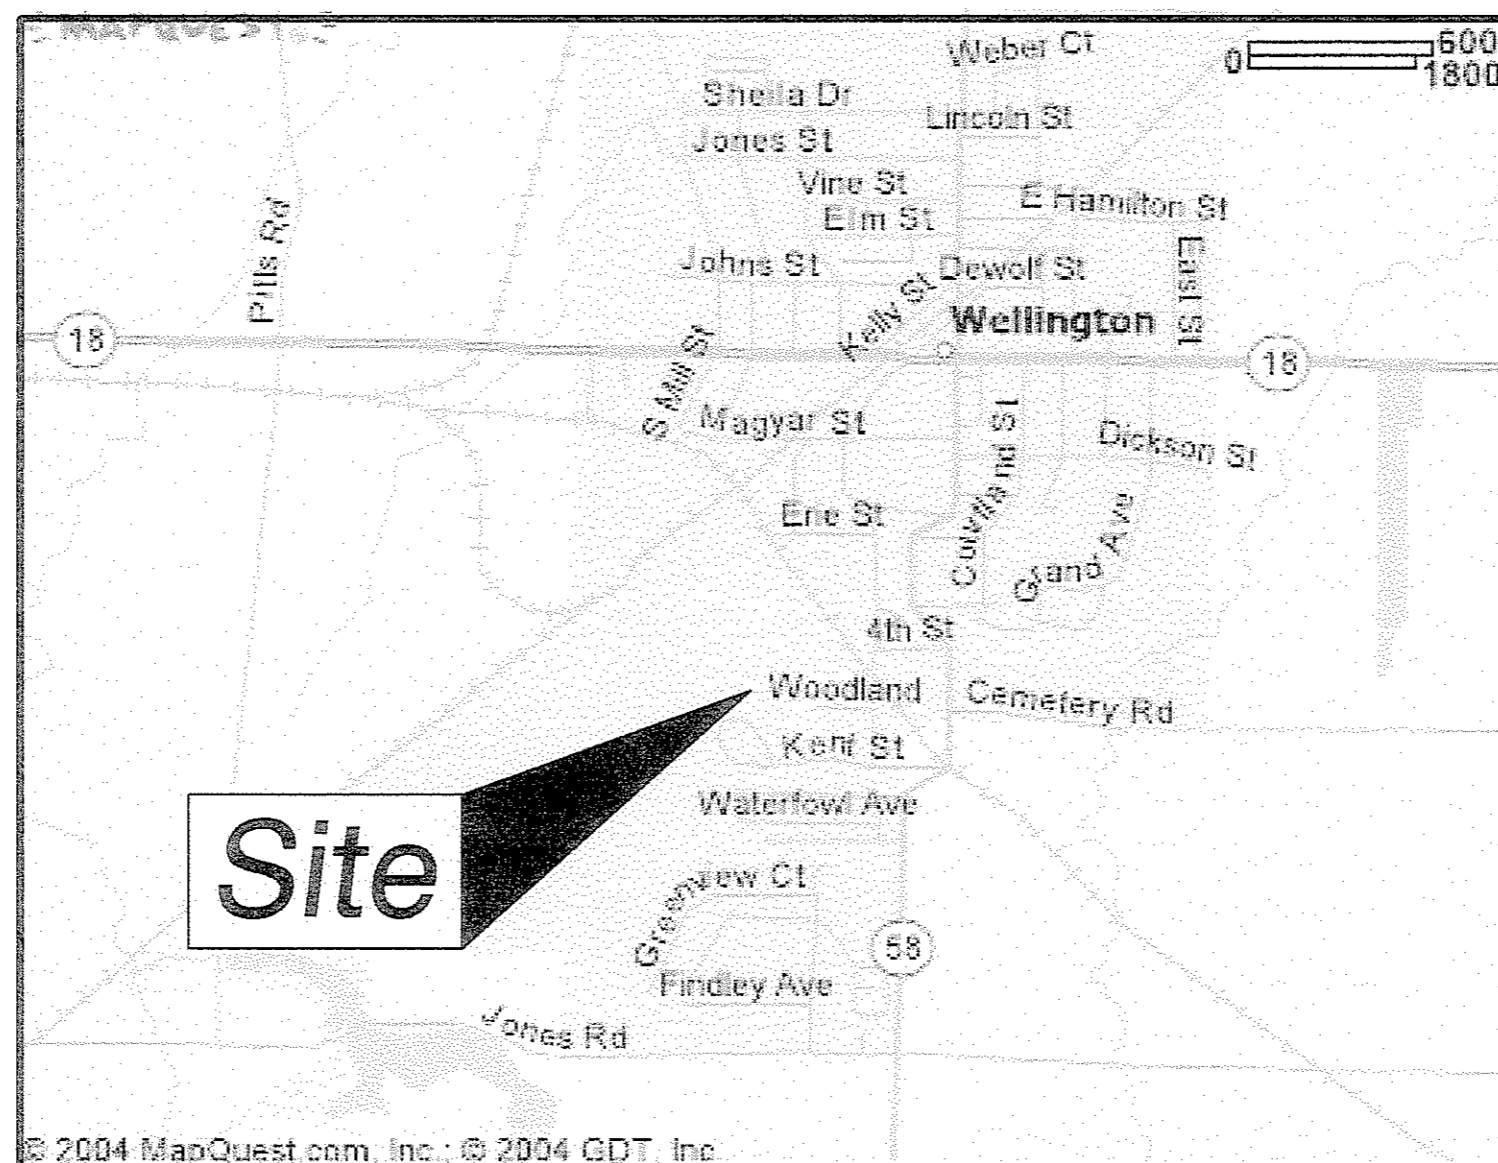 MAPQUEST
Weber Ct
600
0
1800
Sheila Dr
Lincoln St
Jones St
Vine St
E Hamilton St
Elm St
Pitts Rd
East St
Johns St
Dewolf St
Kelly St
Wellington
18
18
S Mill St
Magyar St
Courtland St
Dickson St
Erie St
Grand Ave
4th St
Woodland
Cemetery Rd
Kent St
Site
Waterfowl Ave
Greenview Ct
58
Findley Ave
Jones Rd
© 2004 MapQuest.com, Inc.; © 2004 GDT, Inc